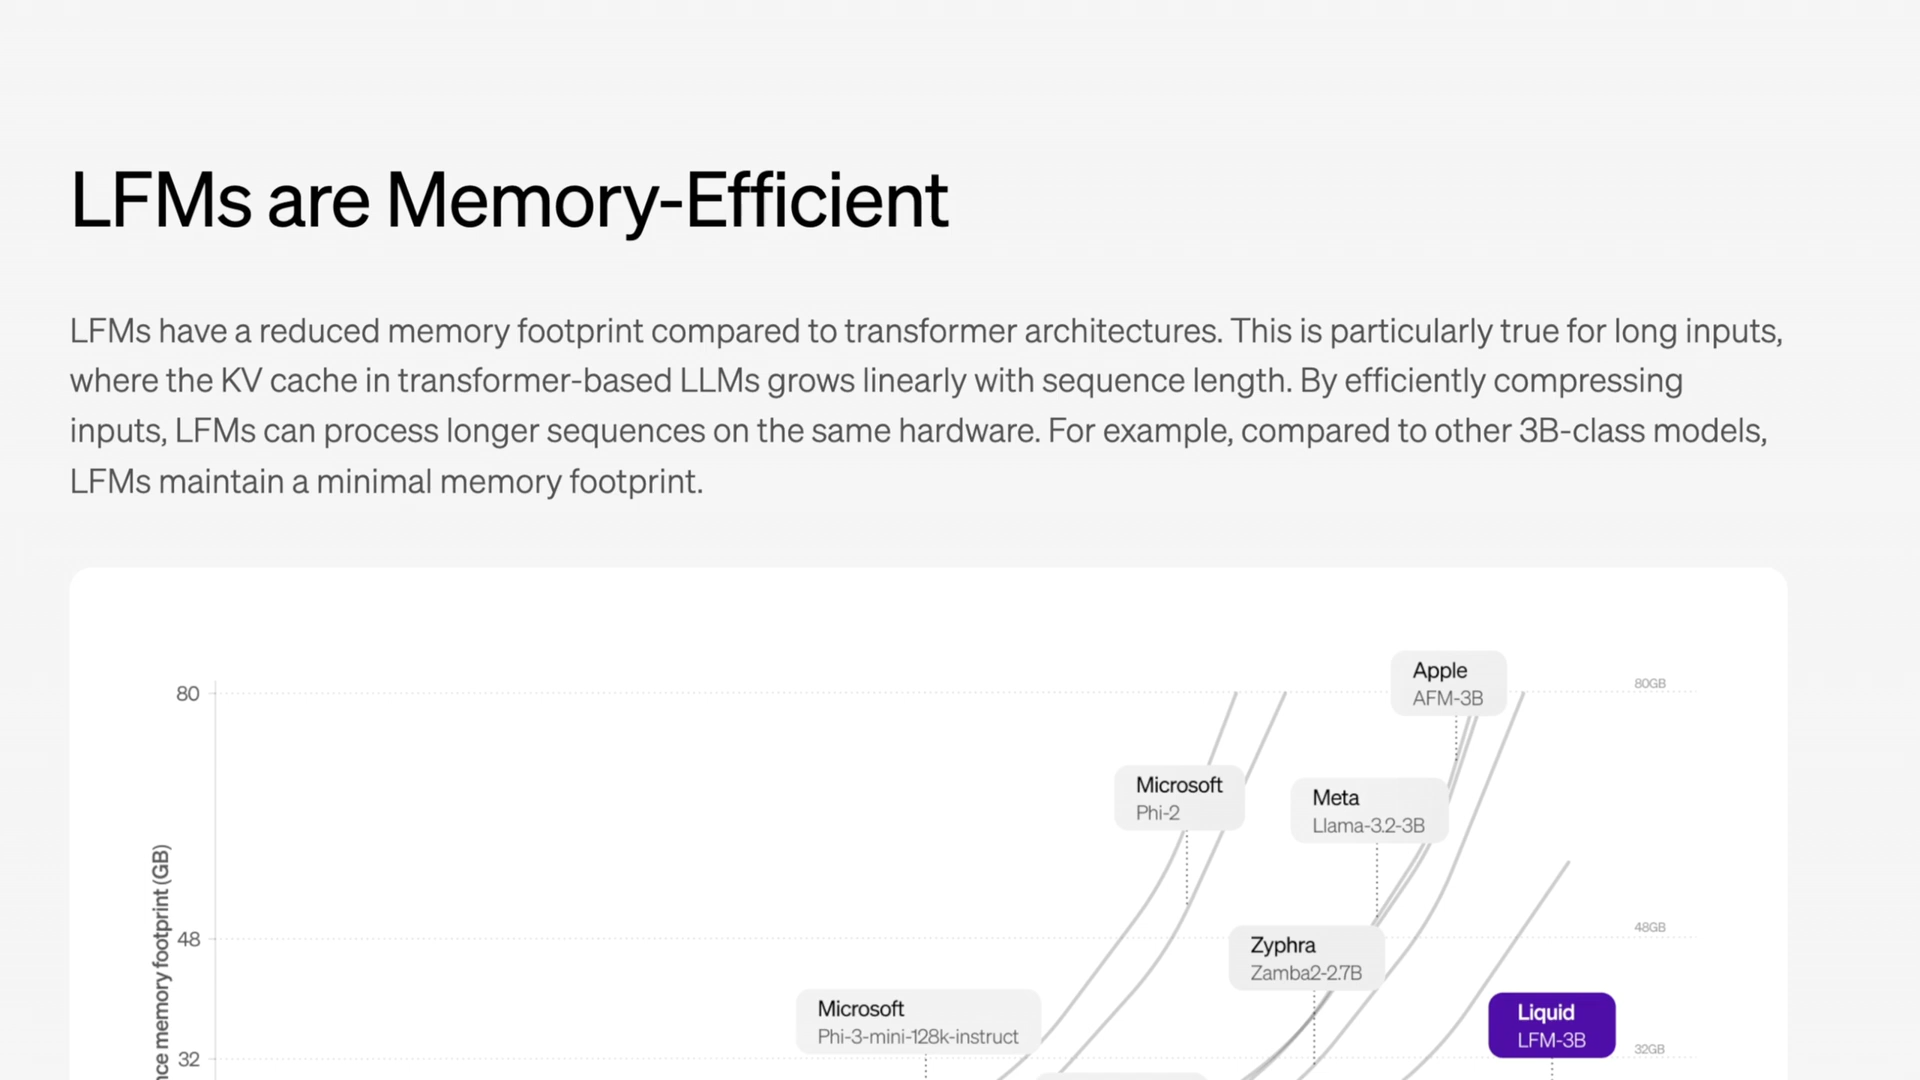 LFMs are Memory-Efficient
LFMs have a reduced memory footprint compared to transformer architectures. This is particularly true for long inputs,
where the KV cache in transformer-based LLMs grows linearly with sequence length. By efficiently compressing
inputs, LFMs can process longer sequences on the same hardware. For example, compared to other 3B-class models,
LFMs maintain a minimal memory footprint.
Apple
AFM-3B
80
80GB
Microsoft
Phi-2
Meta
Llama-3.2-3B
memory footprint (GB)
48
48GB
Zyphra
Zamba2-2.7B
Microsoft
Phi-3-mini-128k-instruct
Liquid
LFM-3B
32
32GB